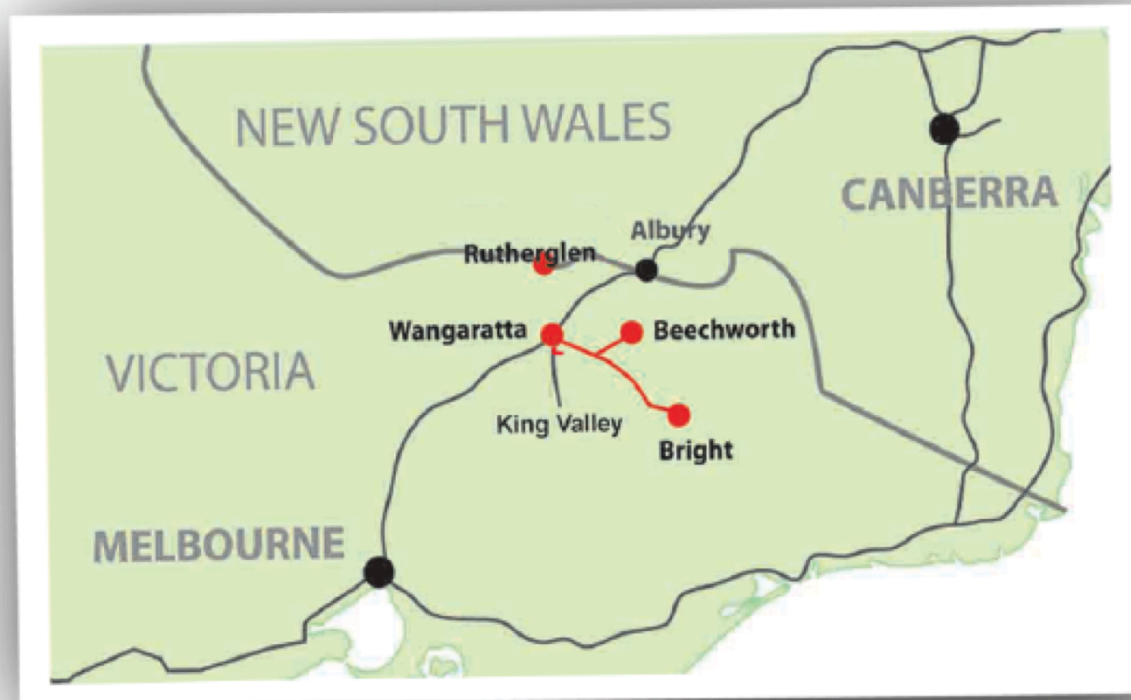 NEW SOUTH WALES
CANBERRA
Albury
Rutherglen
Wangaratta
Beechworth
VICTORIA
King Valley
Bright
MELBOURNE